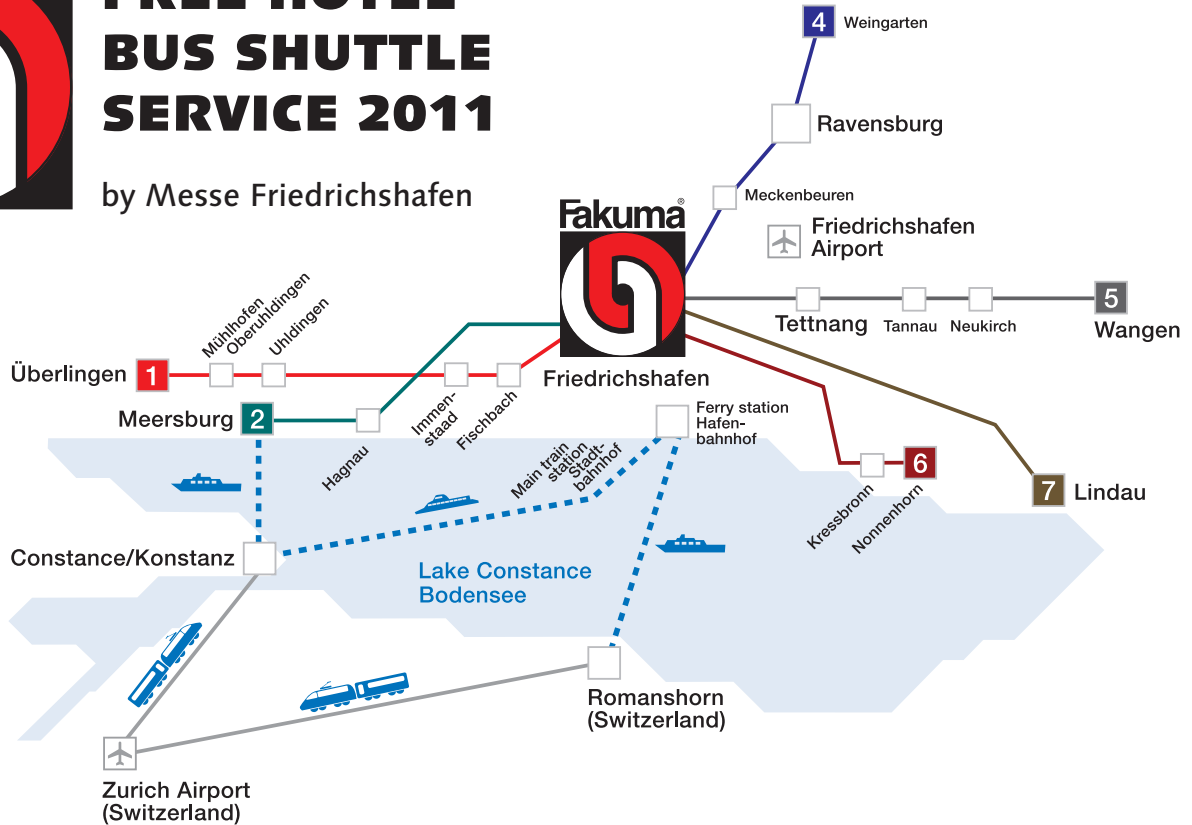 FREE HOTEL
BUS SHUTTLE
SERVICE 2011
by Messe Friedrichshafen
4 Weingarten
Ravensburg
Meckenbeuren
Fakuma®
Friedrichshafen
Airport
Mühlhofen
Oberuhldingen
Uhldingen
5
Tettnang
Tannau
Neukirch
Wangen
Überlingen 1
Friedrichshafen
Meersburg 2
Immen-
staad
Fischbach
Hagnau
Ferry station
Hafen-
bahnhof
Main train
station
Stadt-
bahnhof
6
Kressbronn
Nonnenhorn
7 Lindau
Constance/Konstanz
Lake Constance
Bodensee
Romanshorn
(Switzerland)
Zurich Airport
(Switzerland)